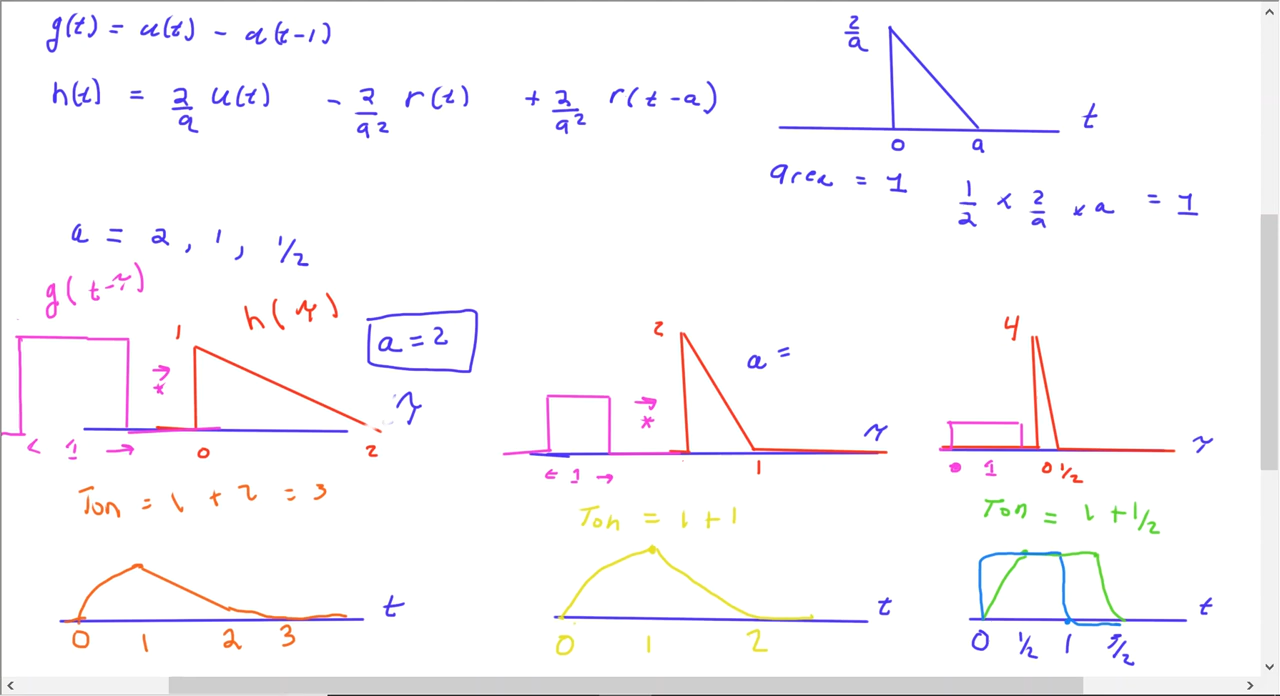 g(t) = u(t) - u(t-1)
h(t) = 2/a u(t) - 2/a2 r(t) + 2/a2 r(t-a)
2/a
0 a t
area = 1 1/2 x 2/a x a = 1
a = 2, 1, 1/2
g(t-τ)
1 h(τ) a = 2
* τ
< 1 → 0 2
2 a =
* τ
← 1 → 1
4
τ
1 0 1/2
Ton = 1 + 2 = 3
Ton = 1 + 1
Ton = 1 + 1/2
t
0 1 2 3
t
0 1 2
t
0 1/2 1 3/2